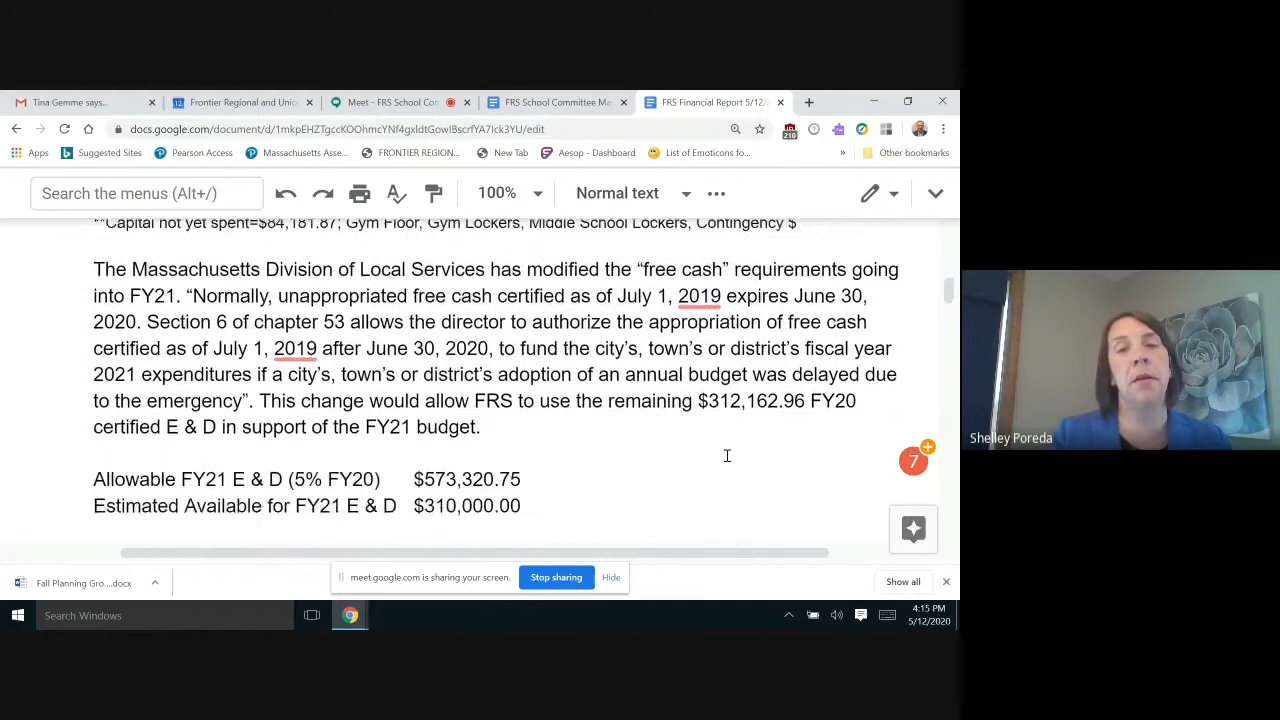 Tina Gemme says...
12 Frontier Regional and Unio
Meet - FRS School Con
FRS School Committee Ma
FRS Financial Report 5/12/
docs.google.com/document/d/1mkpEHZTgccKOOhmcYNf4gxldtGowIBscrfYA7Ick3YU/edit
210
Apps
Suggested Sites
Pearson Access
Massachusetts Asse...
FRONTIER REGION...
New Tab
Aesop - Dashboard
List of Emoticons fo...
»
Other bookmarks
Search the menus (Alt+/)
100%
Normal text
**Capital not yet spent=$84,181.87; Gym Floor, Gym Lockers, Middle School Lockers, Contingency $
The Massachusetts Division of Local Services has modified the “free cash” requirements going
into FY21. “Normally, unappropriated free cash certified as of July 1, 2019 expires June 30,
2020. Section 6 of chapter 53 allows the director to authorize the appropriation of free cash
certified as of July 1, 2019 after June 30, 2020, to fund the city’s, town’s or district’s fiscal year
2021 expenditures if a city’s, town’s or district’s adoption of an annual budget was delayed due
to the emergency”. This change would allow FRS to use the remaining $312,162.96 FY20
certified E & D in support of the FY21 budget.
Allowable FY21 E & D (5% FY20) $573,320.75
Estimated Available for FY21 E & D $310,000.00
7
Shelley Poreda
Fall Planning Gro....docx
meet.google.com is sharing your screen.
Stop sharing
Hide
Show all
Search Windows
4:15 PM
5/12/2020